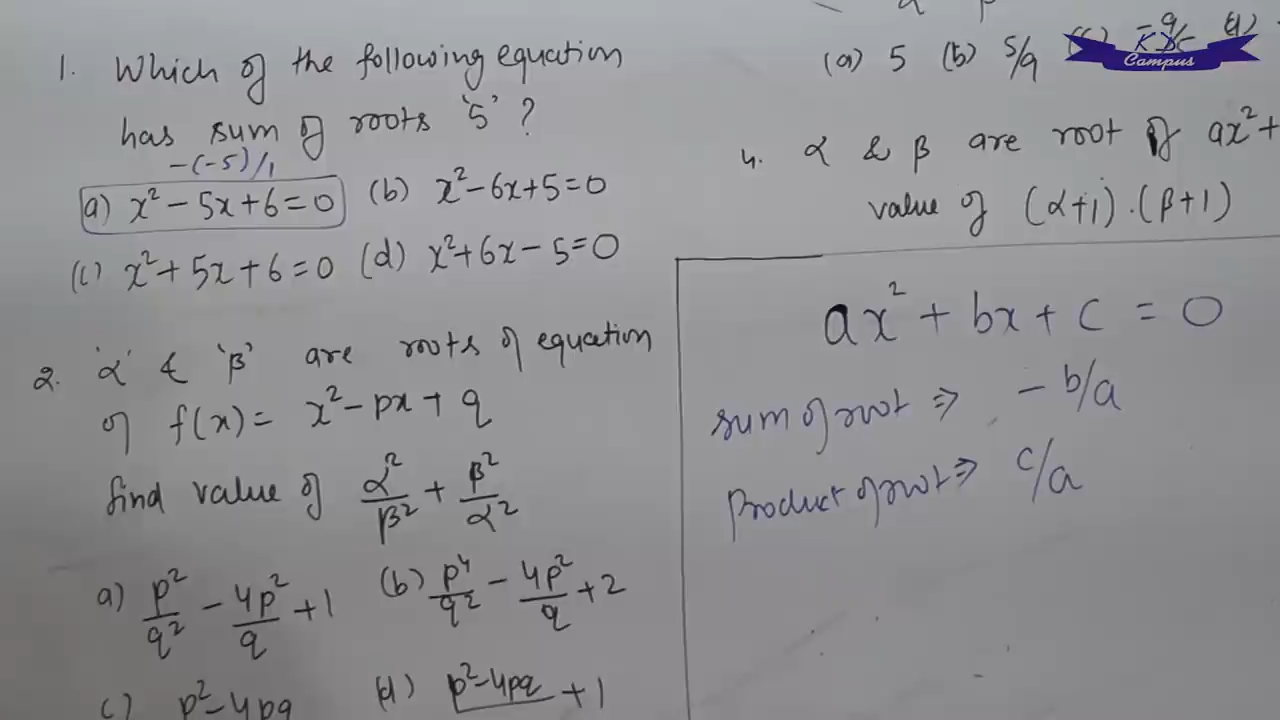 1. Which of the following equation
has sum of roots '5' ?
-(-5)/1
a) x² - 5x + 6 = 0 (b) x² - 6x + 5 = 0
(c) x² + 5x + 6 = 0 (d) x² + 6x - 5 = 0
2. 'α' & 'β' are roots of equation
of f(x) = x² - px + q
find value of α²/β² + β²/α²
a) p²/q² - 4p²/q + 1 (b) p⁴/q² - 4p²/q + 2
c) p² - 4pq (d) p² - 4pq + 1
(a) 5 (b) 5/9 (c) (d)
KD
Campus
4. α & β are root of ax² +
value of (α+1) . (β+1)
ax² + bx + c = 0
sum of root ⇒ - b/a
Product of root ⇒ c/a